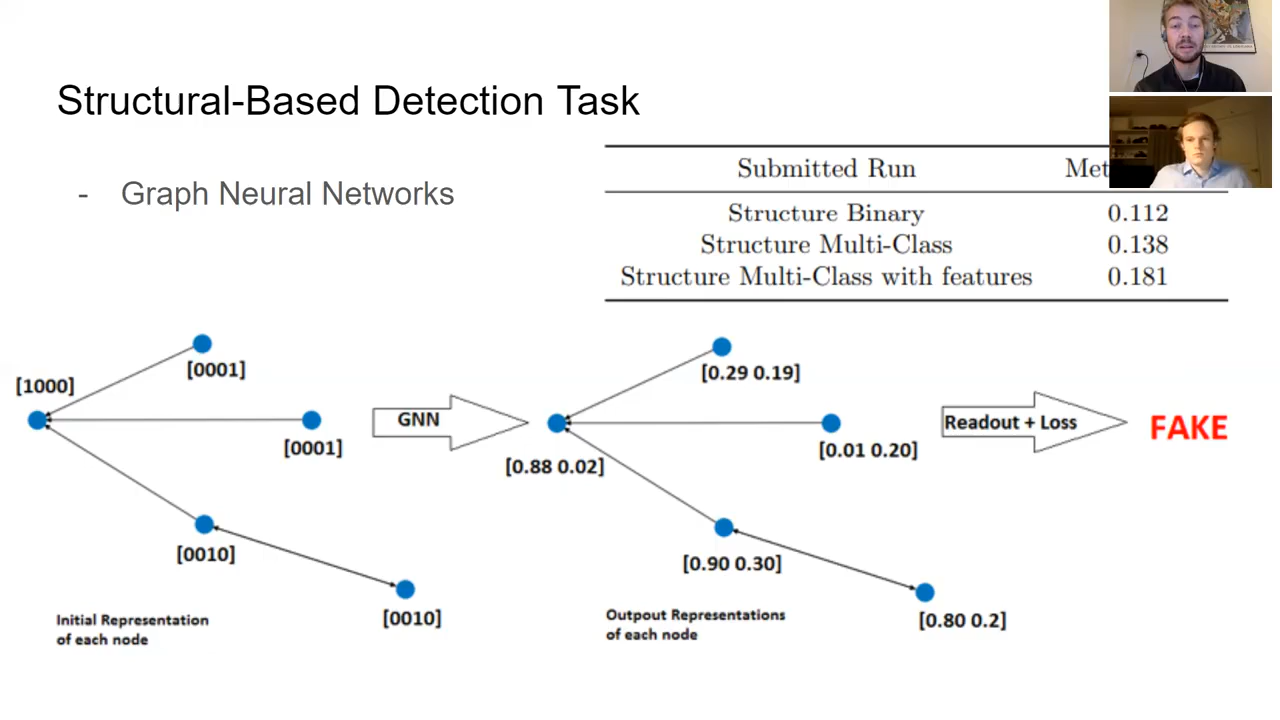 Structural-Based Detection Task
- Graph Neural Networks
Submitted Run
Structure Binary 0.112
Structure Multi-Class 0.138
Structure Multi-Class with features 0.181
[1000]
[0001]
[0001]
[0010]
[0010]
Initial Representation
of each node
GNN
[0.29 0.19]
[0.01 0.20]
[0.88 0.02]
[0.90 0.30]
[0.80 0.2]
Outpout Representations
of each node
Readout + Loss
FAKE